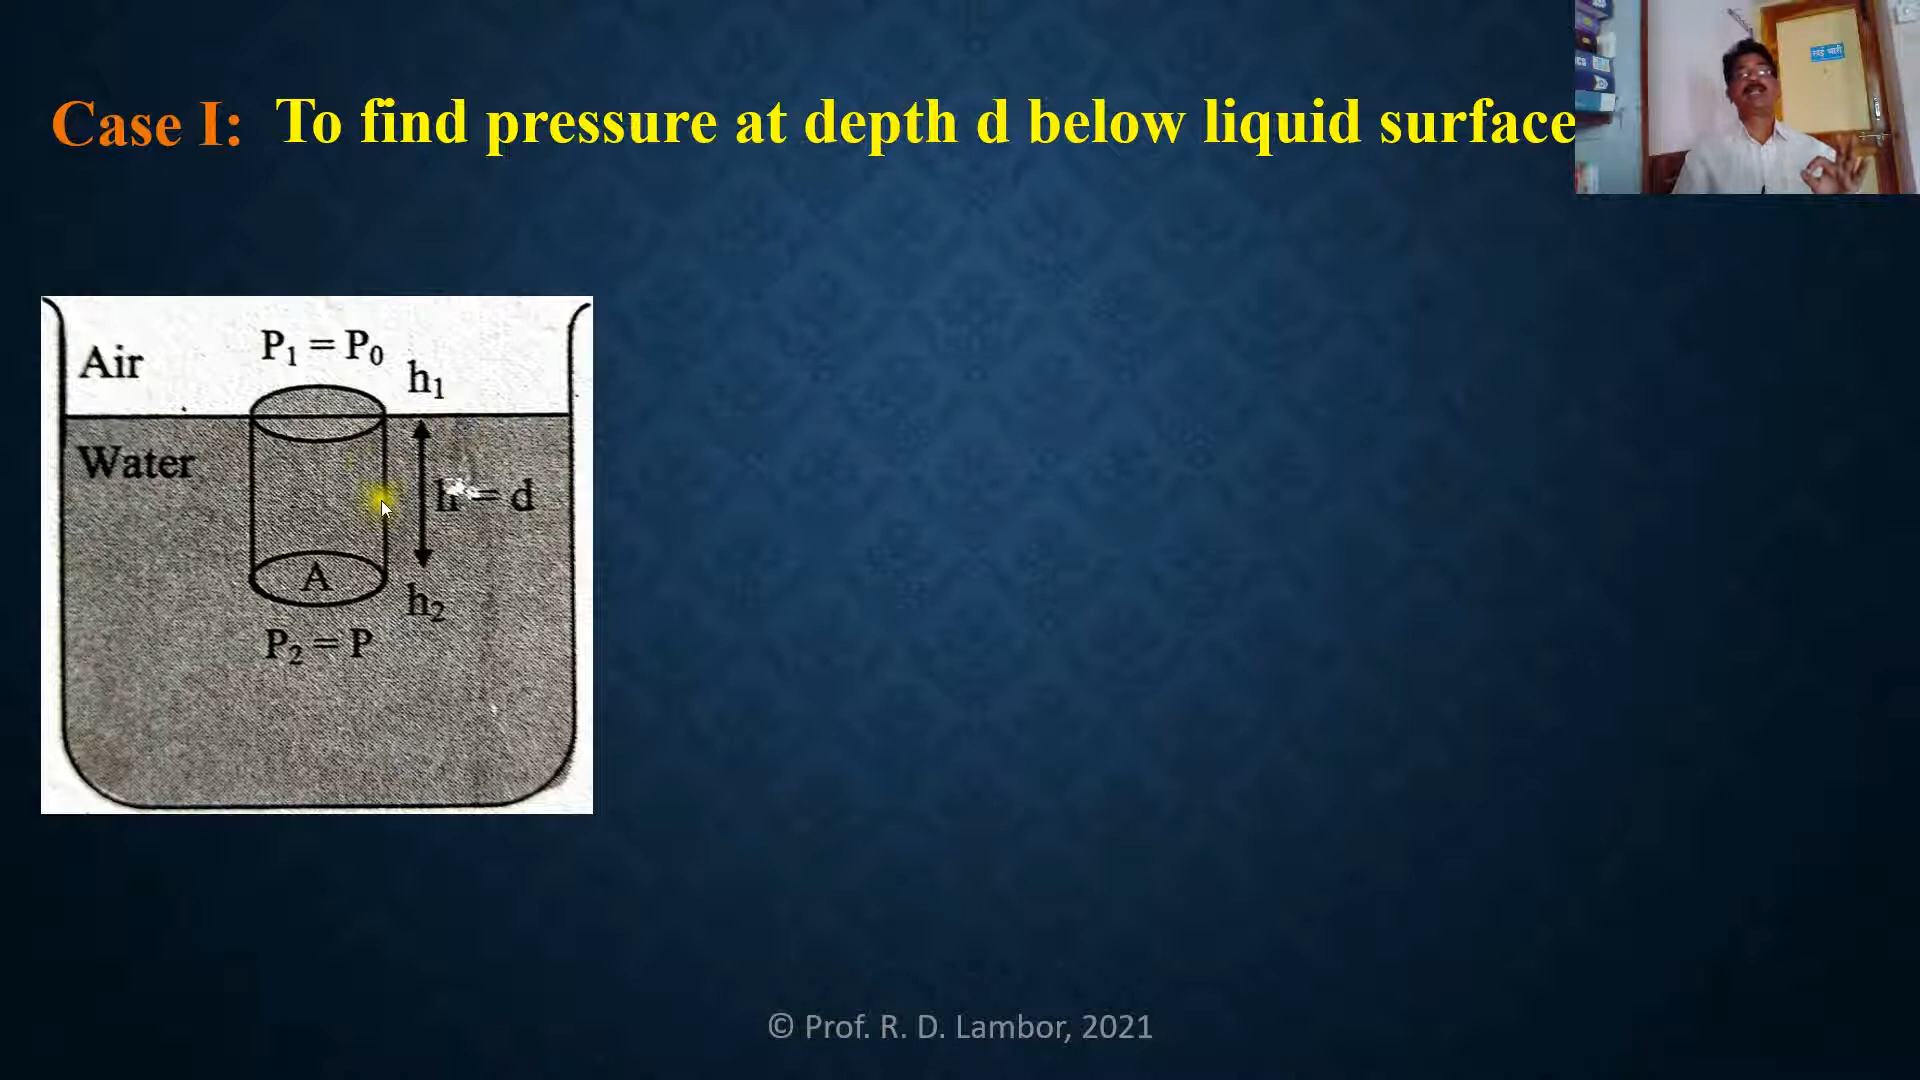 Case I: To find pressure at depth d below liquid surface
P₁ = P₀
Air
h₁
Water
= d
A
h₂
P₂ = P
© Prof. R. D. Lambor, 2021